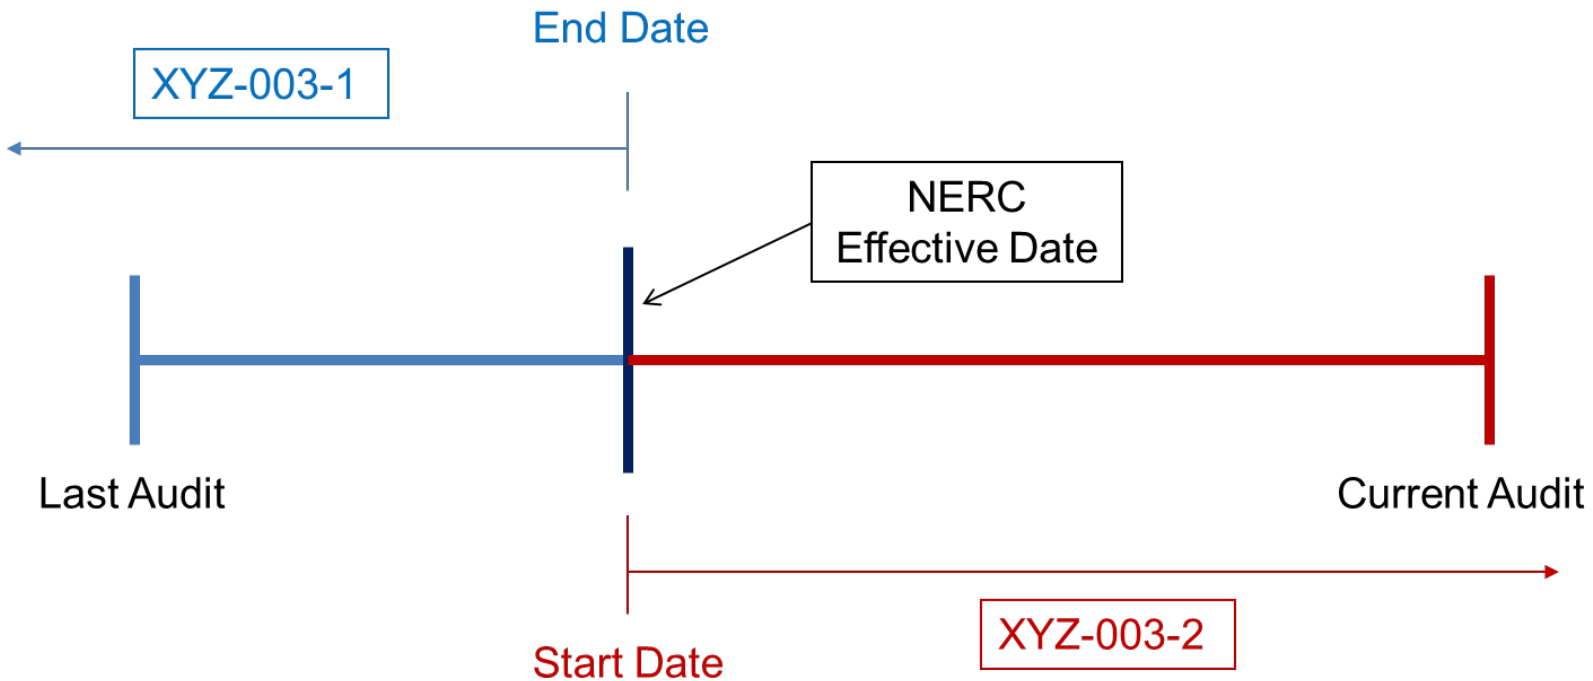 End Date
XYZ-003-1
NERC
Effective Date
Last Audit
Current Audit
XYZ-003-2
Start Date